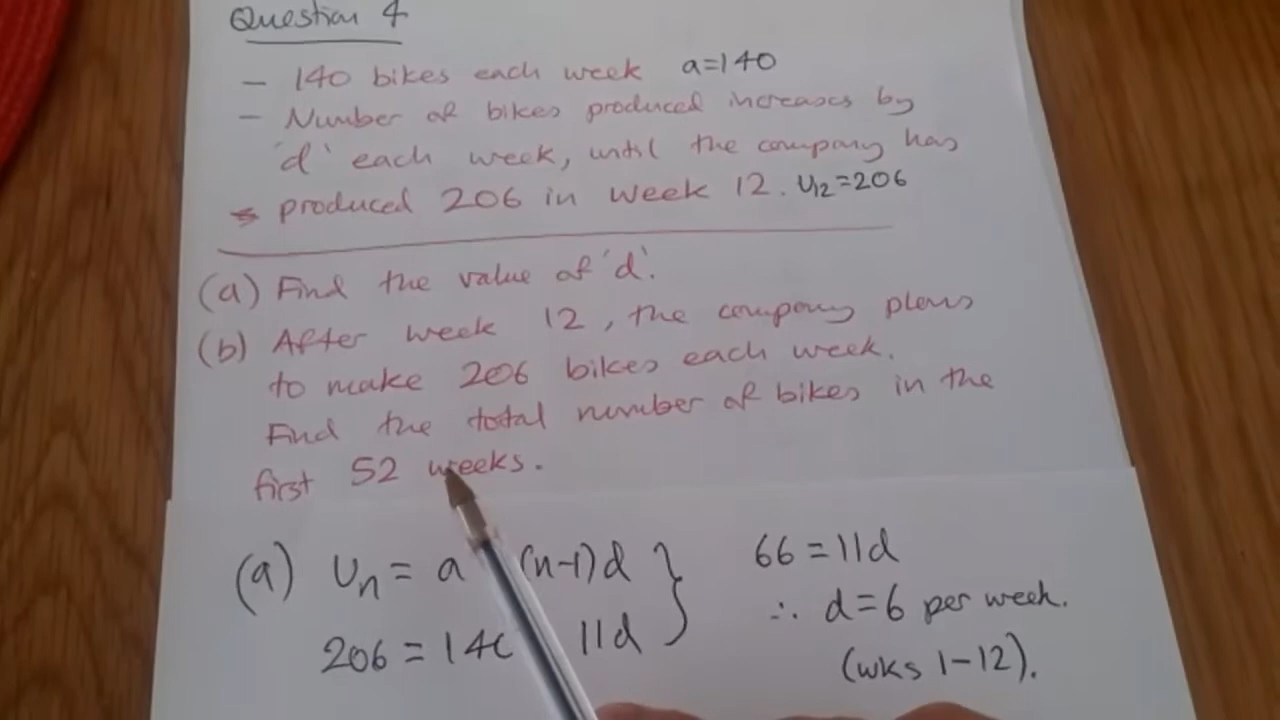 Question 4
- 140 bikes each week a=140
- Number of bikes produced increases by
'd' each week, until the company has
produced 206 in week 12. U12=206
(a) Find the value of 'd'.
(b) After week 12, the company plans
to make 206 bikes each week.
Find the total number of bikes in the
first 52 weeks.
(a) Un = a (n-1)d } 66 = 11d
206 = 14 11d ∴ d=6 per week.
(wks 1-12).